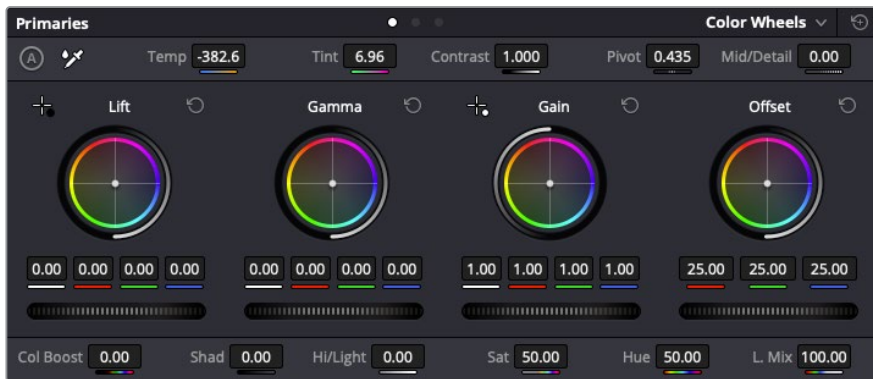 Primaries Color Wheels
A Temp -382.6 Tint 6.96 Contrast 1.000 Pivot 0.435 Mid/Detail 0.00
Lift Gamma Gain Offset
0.00 0.00 0.00 0.00 0.00 0.00 0.00 0.00 1.00 1.00 1.00 1.00 25.00 25.00 25.00
Col Boost 0.00 Shad 0.00 Hi/Light 0.00 Sat 50.00 Hue 50.00 L. Mix 100.00